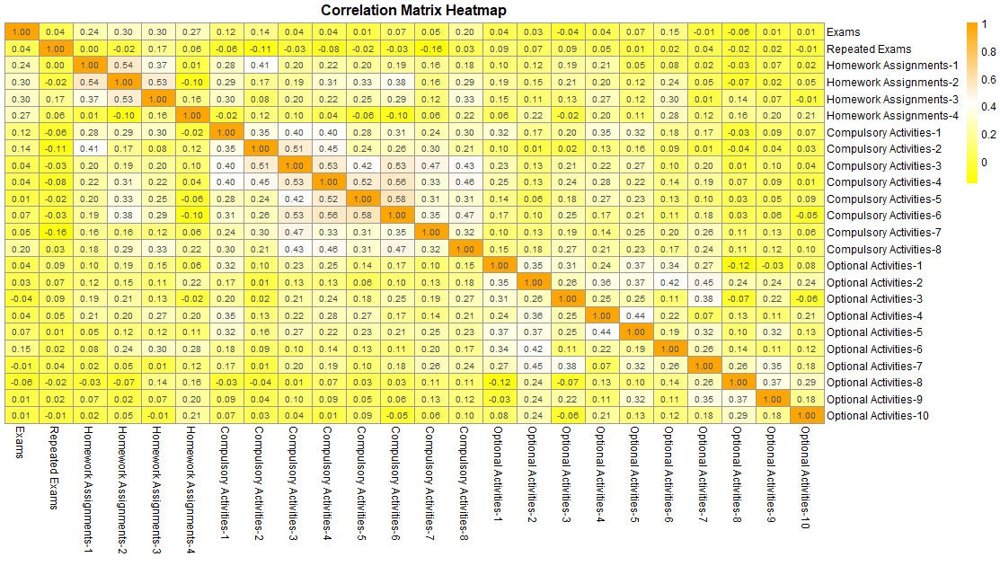 Correlation Matrix Heatmap
1.00 0.04 0.24 0.30 0.30 0.27 0.12 0.14 0.04 0.04 0.01 0.07 0.05 0.20 0.04 0.03 -0.04 0.04 0.07 0.15 -0.01 -0.06 0.01 0.01 Exams
0.04 1.00 0.00 -0.02 0.17 0.06 -0.06 -0.11 -0.03 -0.08 -0.02 -0.03 -0.16 0.03 0.09 0.07 0.09 0.05 0.01 0.02 0.04 -0.02 0.02 -0.01 Repeated Exams
0.24 0.00 1.00 0.54 0.37 0.01 0.28 0.41 0.20 0.22 0.20 0.19 0.16 0.18 0.10 0.12 0.19 0.21 0.05 0.08 0.02 -0.03 0.07 0.02 Homework Assignments-1
0.30 -0.02 0.54 1.00 0.53 -0.10 0.29 0.17 0.19 0.31 0.33 0.38 0.16 0.29 0.19 0.15 0.21 0.20 0.12 0.24 0.05 -0.07 0.02 0.05 Homework Assignments-2
0.30 0.17 0.37 0.53 1.00 0.16 0.30 0.08 0.20 0.22 0.25 0.29 0.12 0.33 0.15 0.11 0.13 0.27 0.12 0.30 0.01 0.14 0.07 -0.01 Homework Assignments-3
0.27 0.06 0.01 -0.10 0.16 1.00 -0.02 0.12 0.10 0.04 -0.06 -0.10 0.06 0.22 0.06 0.22 -0.02 0.20 0.11 0.28 0.12 0.16 0.20 0.21 Homework Assignments-4
0.12 -0.06 0.28 0.29 0.30 -0.02 1.00 0.35 0.40 0.40 0.28 0.31 0.24 0.30 0.32 0.17 0.20 0.35 0.32 0.18 0.17 -0.03 0.09 0.07 Compulsory Activities-1
0.14 -0.11 0.41 0.17 0.08 0.12 0.35 1.00 0.51 0.45 0.24 0.26 0.30 0.21 0.10 0.01 0.02 0.13 0.16 0.09 0.01 -0.04 0.04 0.03 Compulsory Activities-2
0.04 -0.03 0.20 0.19 0.20 0.10 0.40 0.51 1.00 0.53 0.42 0.53 0.47 0.43 0.23 0.13 0.21 0.22 0.27 0.10 0.20 0.01 0.10 0.04 Compulsory Activities-3
0.04 -0.08 0.22 0.31 0.22 0.04 0.40 0.45 0.53 1.00 0.52 0.56 0.33 0.46 0.25 0.13 0.24 0.28 0.22 0.14 0.19 0.07 0.09 0.01 Compulsory Activities-4
0.01 -0.02 0.20 0.33 0.25 -0.06 0.28 0.24 0.42 0.52 1.00 0.58 0.31 0.31 0.14 0.06 0.18 0.27 0.23 0.13 0.10 0.03 0.05 0.09 Compulsory Activities-5
0.07 -0.03 0.19 0.38 0.29 -0.10 0.31 0.26 0.53 0.56 0.58 1.00 0.35 0.47 0.17 0.10 0.25 0.17 0.21 0.11 0.18 0.03 0.06 -0.05 Compulsory Activities-6
0.05 -0.16 0.16 0.16 0.12 0.06 0.24 0.30 0.47 0.33 0.31 0.35 1.00 0.32 0.10 0.13 0.19 0.14 0.25 0.20 0.26 0.11 0.13 0.06 Compulsory Activities-7
0.20 0.03 0.18 0.29 0.33 0.22 0.30 0.21 0.43 0.46 0.31 0.47 0.32 1.00 0.15 0.18 0.27 0.21 0.23 0.17 0.24 0.11 0.12 0.10 Compulsory Activities-8
0.04 0.09 0.10 0.19 0.15 0.06 0.32 0.10 0.23 0.25 0.14 0.17 0.10 0.15 1.00 0.35 0.31 0.24 0.37 0.34 0.27 -0.12 -0.03 0.08 Optional Activities-1
0.03 0.07 0.12 0.15 0.11 0.22 0.17 0.01 0.13 0.13 0.06 0.10 0.13 0.18 0.35 1.00 0.26 0.36 0.37 0.42 0.45 0.24 0.24 0.24 Optional Activities-2
-0.04 0.09 0.19 0.21 0.13 -0.02 0.20 0.02 0.21 0.24 0.18 0.25 0.19 0.27 0.31 0.26 1.00 0.25 0.25 0.11 0.38 -0.07 0.22 -0.06 Optional Activities-3
0.04 0.05 0.21 0.20 0.27 0.20 0.35 0.13 0.22 0.28 0.27 0.17 0.14 0.21 0.24 0.36 0.25 1.00 0.44 0.22 0.07 0.13 0.11 0.21 Optional Activities-4
0.07 0.01 0.05 0.12 0.12 0.11 0.32 0.16 0.27 0.22 0.23 0.21 0.25 0.23 0.37 0.37 0.25 0.44 1.00 0.19 0.32 0.10 0.32 0.13 Optional Activities-5
0.15 0.02 0.08 0.24 0.30 0.28 0.18 0.09 0.10 0.14 0.13 0.11 0.20 0.17 0.34 0.42 0.11 0.22 0.19 1.00 0.26 0.14 0.11 0.12 Optional Activities-6
-0.01 0.04 0.02 0.05 0.01 0.12 0.17 0.01 0.20 0.19 0.10 0.18 0.26 0.24 0.27 0.45 0.38 0.07 0.32 0.26 1.00 0.26 0.35 0.18 Optional Activities-7
-0.06 -0.02 -0.03 -0.07 0.14 0.16 -0.03 -0.04 0.01 0.07 0.03 0.03 0.11 0.11 -0.12 0.24 -0.07 0.13 0.10 0.14 0.26 1.00 0.37 0.29 Optional Activities-8
0.01 0.02 0.07 0.02 0.07 0.20 0.09 0.04 0.10 0.09 0.05 0.06 0.13 0.12 -0.03 0.24 0.22 0.11 0.32 0.11 0.35 0.37 1.00 0.18 Optional Activities-9
0.01 -0.01 0.02 0.05 -0.01 0.21 0.07 0.03 0.04 0.01 0.09 -0.05 0.06 0.10 0.08 0.24 -0.06 0.21 0.13 0.12 0.18 0.29 0.18 1.00 Optional Activities-10
Exams
Repeated Exams
Homework Assignments-1
Homework Assignments-2
Homework Assignments-3
Homework Assignments-4
Compulsory Activities-1
Compulsory Activities-2
Compulsory Activities-3
Compulsory Activities-4
Compulsory Activities-5
Compulsory Activities-6
Compulsory Activities-7
Compulsory Activities-8
Optional Activities-1
Optional Activities-2
Optional Activities-3
Optional Activities-4
Optional Activities-5
Optional Activities-6
Optional Activities-7
Optional Activities-8
Optional Activities-9
Optional Activities-10
1
0.8
0.6
0.4
0.2
0